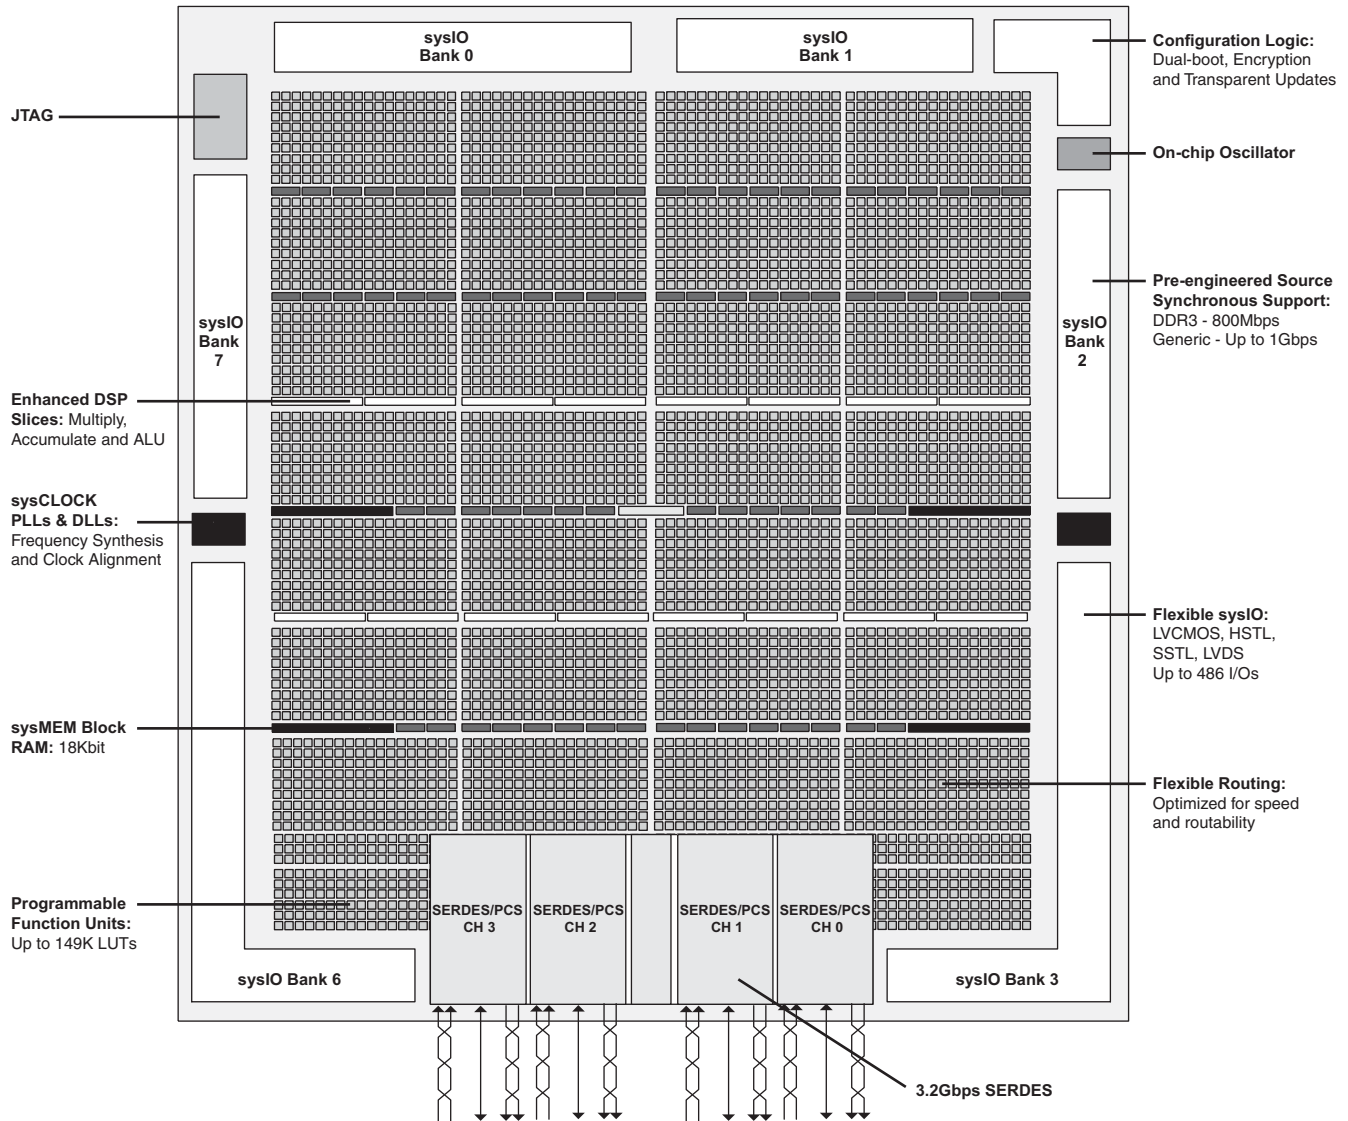 sysIO
Bank 0
sysIO
Bank 1
Configuration Logic:
Dual-boot, Encryption
and Transparent Updates
JTAG
On-chip Oscillator
Pre-engineered Source
Synchronous Support:
DDR3 - 800Mbps
Generic - Up to 1Gbps
sysIO
Bank
7
sysIO
Bank
2
Enhanced DSP
Slices: Multiply,
Accumulate and ALU
sysCLOCK
PLLs & DLLs:
Frequency Synthesis
and Clock Alignment
Flexible sysIO:
LVCMOS, HSTL,
SSTL, LVDS
Up to 486 I/Os
sysMEM Block
RAM: 18Kbit
Flexible Routing:
Optimized for speed
and routability
Programmable
Function Units:
Up to 149K LUTs
SERDES/PCS
CH 3
SERDES/PCS
CH 2
SERDES/PCS
CH 1
SERDES/PCS
CH 0
sysIO Bank 6
sysIO Bank 3
3.2Gbps SERDES